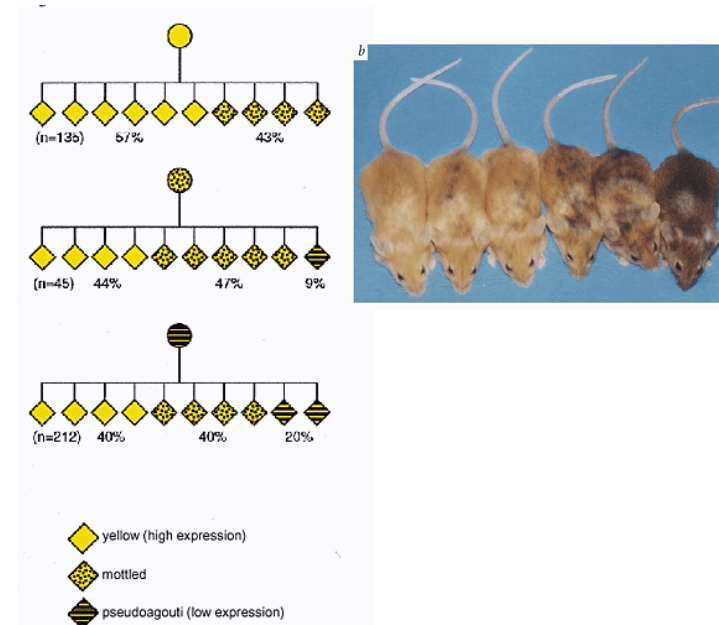 b
(n=135) 57% 43%
(n=45) 44% 47% 9%
(n=212) 40% 40% 20%
yellow (high expression)
mottled
pseudoagouti (low expression)